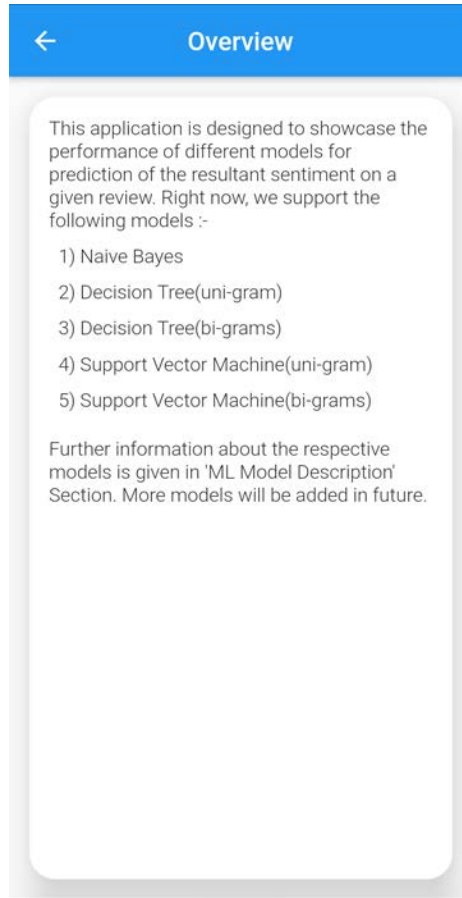 Overview
This application is designed to showcase the
performance of different models for
prediction of the resultant sentiment on a
given review. Right now, we support the
following models :-
1) Naive Bayes
2) Decision Tree(uni-gram)
3) Decision Tree(bi-grams)
4) Support Vector Machine(uni-gram)
5) Support Vector Machine(bi-grams)
Further information about the respective
models is given in 'ML Model Description'
Section. More models will be added in future.